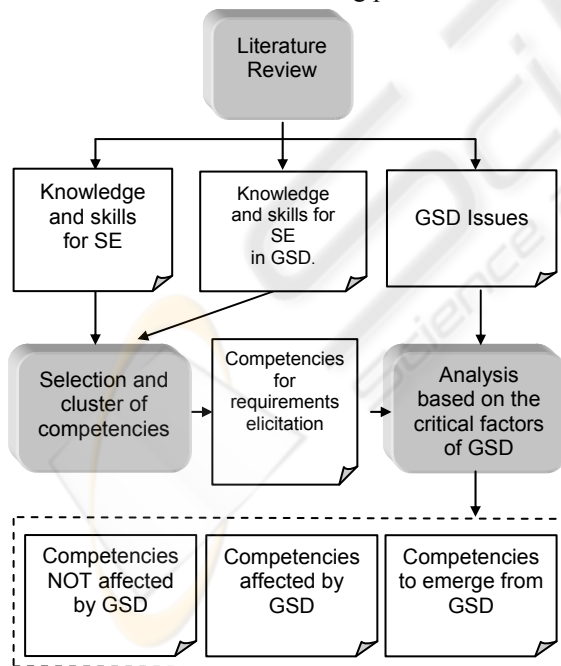 Literature
Review
Knowledge
and skills
for SE
Knowledge
and skills for
SE
in GSD.
GSD Issues
Selection and
cluster of
competencies
Competencies
for
requirements
elicitation
Analysis
based on the
critical factors
of GSD
Competencies
NOT affected
by GSD
Competencies
affected by
GSD
Competencies
to emerge from
GSD